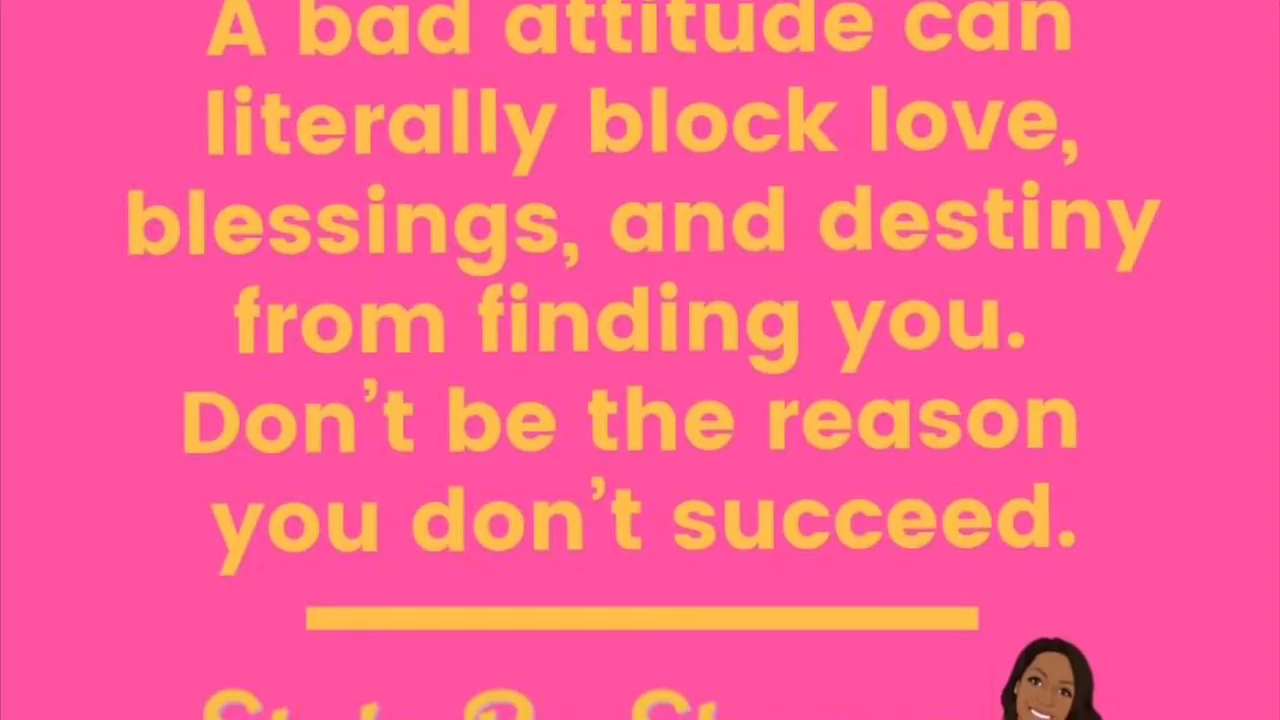 A bad attitude can
literally block love,
blessings, and destiny
from finding you.
Don't be the reason
you don't succeed.